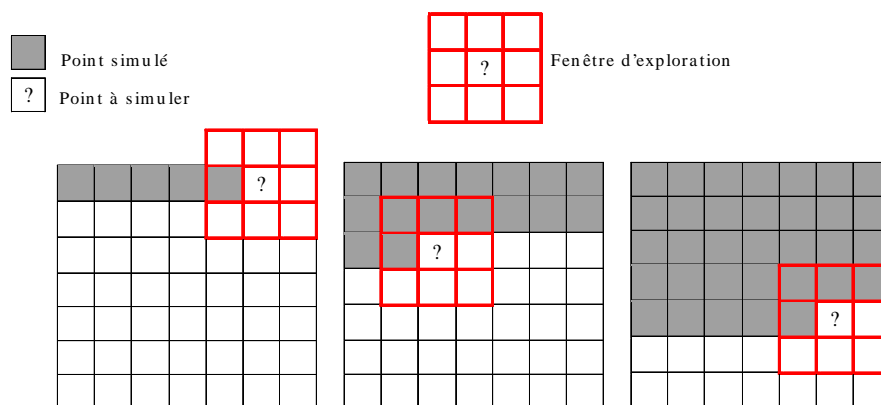 Point simulé
? Point à simuler
? Fenêtre d'exploration
?
?
?